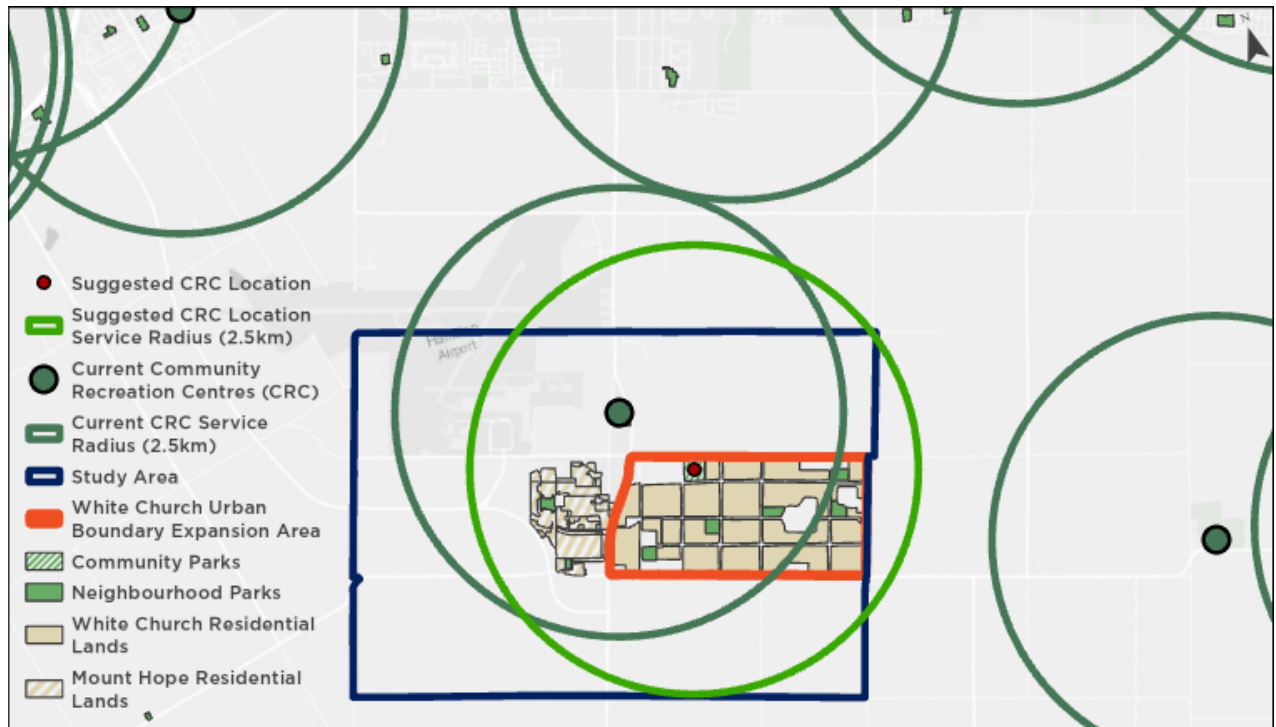 N
Hamilton
Airport
Suggested CRC Location
Suggested CRC Location
Service Radius (2.5km)
Current Community
Recreation Centres (CRC)
Current CRC Service
Radius (2.5km)
Study Area
White Church Urban
Boundary Expansion Area
Community Parks
Neighbourhood Parks
White Church Residential
Lands
Mount Hope Residential
Lands